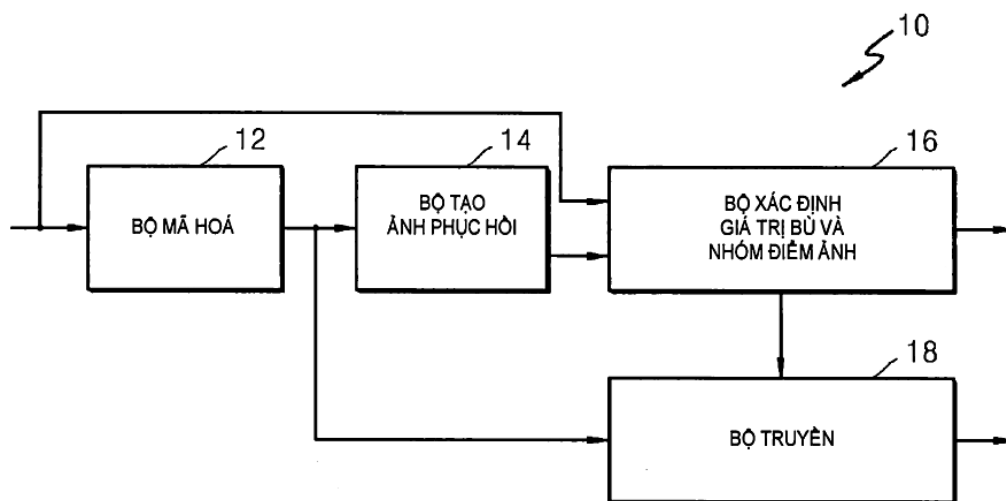 10
12
14
16
BỘ MÃ HOÁ
BỘ TẠO
ẢNH PHỤC HỒI
BỘ XÁC ĐỊNH
GIÁ TRỊ BÙ VÀ
NHÓM ĐIỂM ẢNH
18
BỘ TRUYỀN